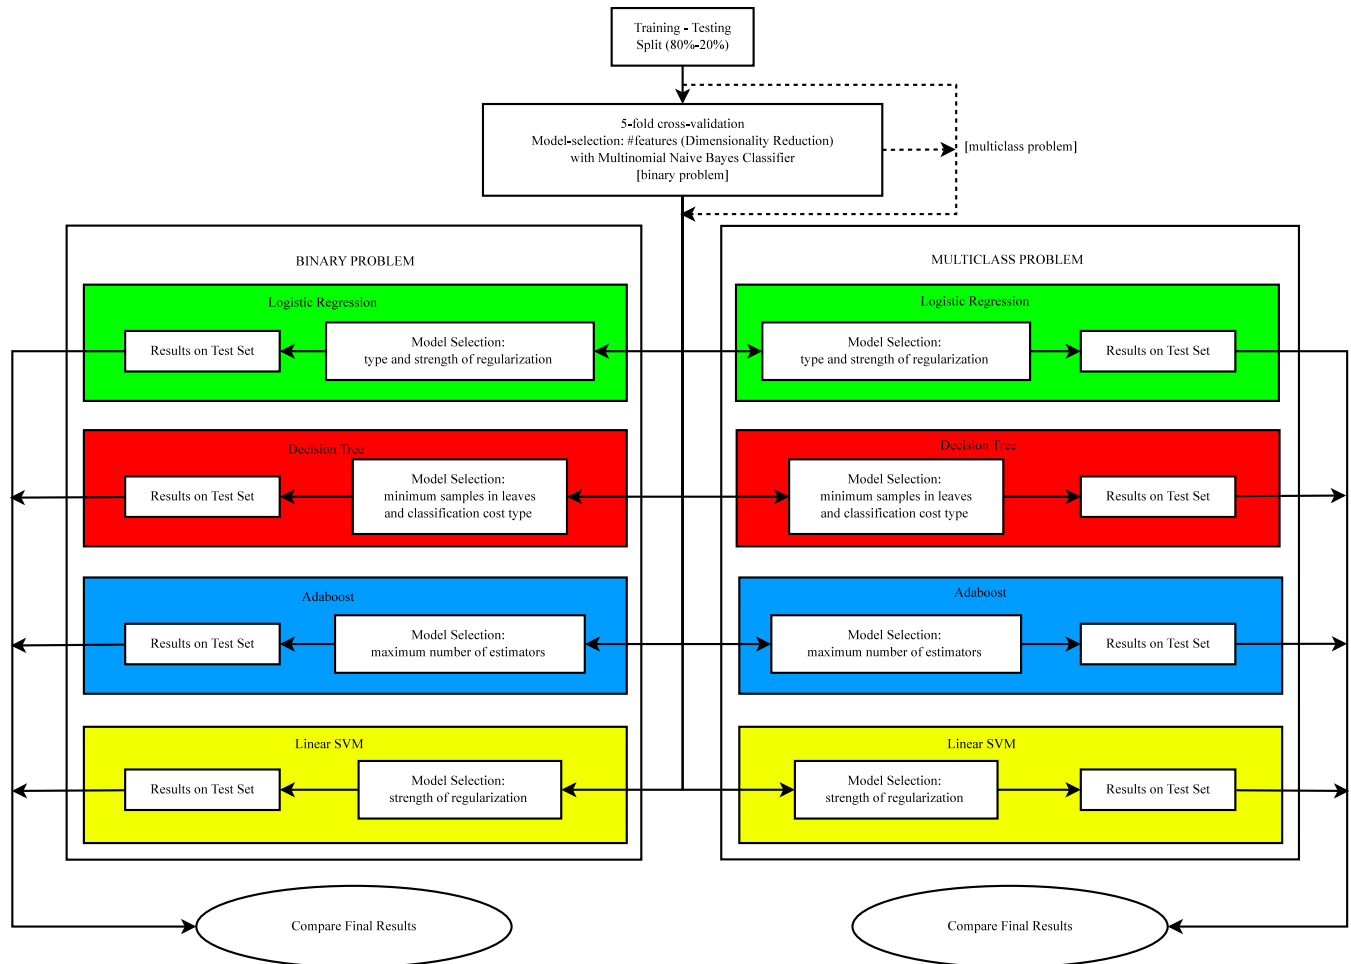 Training - Testing
Split (80%-20%)
5-fold cross-validation
Model-selection: #features (Dimensionality Reduction)
with Multinomial Naive Bayes Classifier
[binary problem]
[multiclass problem]
BINARY PROBLEM
Logistic Regression
Results on Test Set
Model Selection:
type and strength of regularization
Decision Tree
Results on Test Set
Model Selection:
minimum samples in leaves
and classification cost type
Adaboost
Results on Test Set
Model Selection:
maximum number of estimators
Linear SVM
Results on Test Set
Model Selection:
strength of regularization
Compare Final Results
MULTICLASS PROBLEM
Logistic Regression
Model Selection:
type and strength of regularization
Results on Test Set
Decision Tree
Model Selection:
minimum samples in leaves
and classification cost type
Results on Test Set
Adaboost
Model Selection:
maximum number of estimators
Results on Test Set
Linear SVM
Model Selection:
strength of regularization
Results on Test Set
Compare Final Results